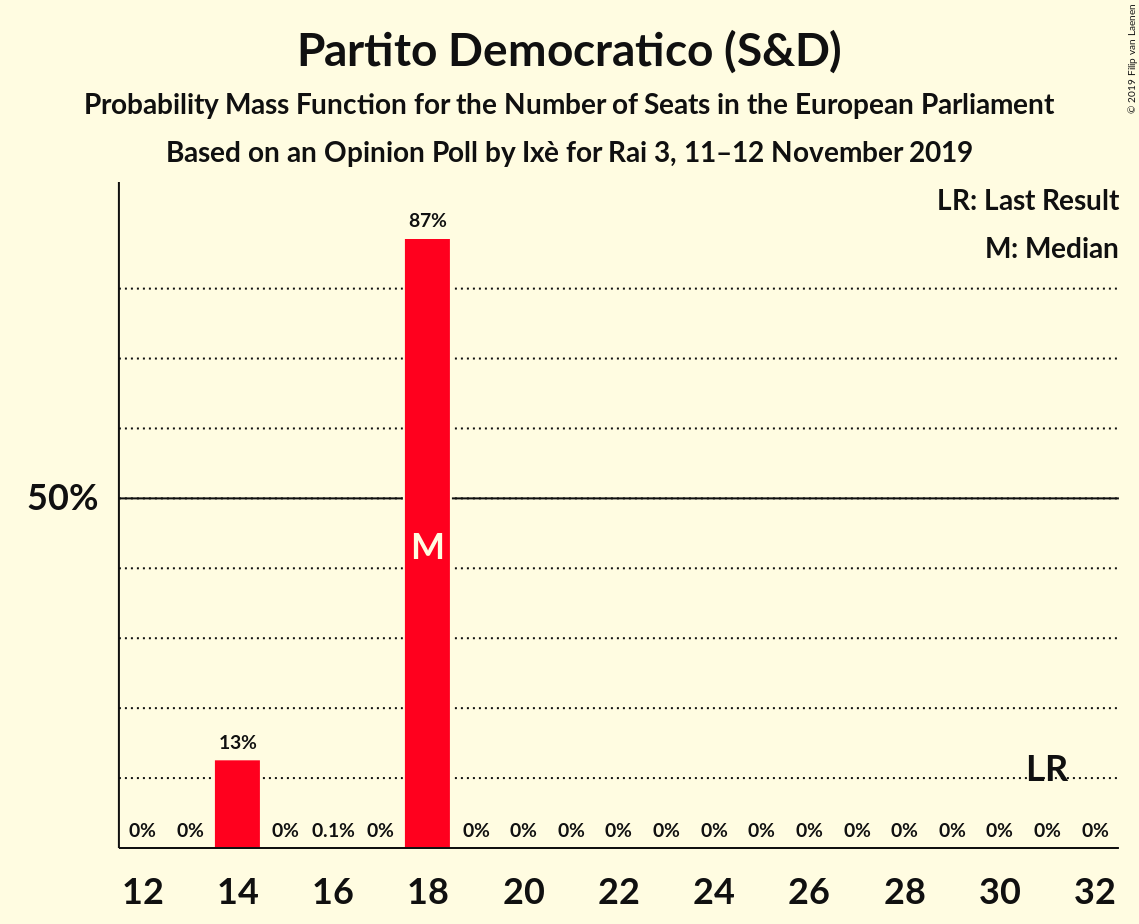 Partito Democratico (S&D)
Probability Mass Function for the Number of Seats in the European Parliament
Based on an Opinion Poll by Ixè for Rai 3, 11–12 November 2019
© 2019 Filip van Laenen
LR: Last Result
M: Median
87%
50%
M
13%
LR
0% 0% 0% 0.1% 0% 0% 0% 0% 0% 0% 0% 0% 0% 0% 0% 0% 0% 0% 0%
12 14 16 18 20 22 24 26 28 30 32